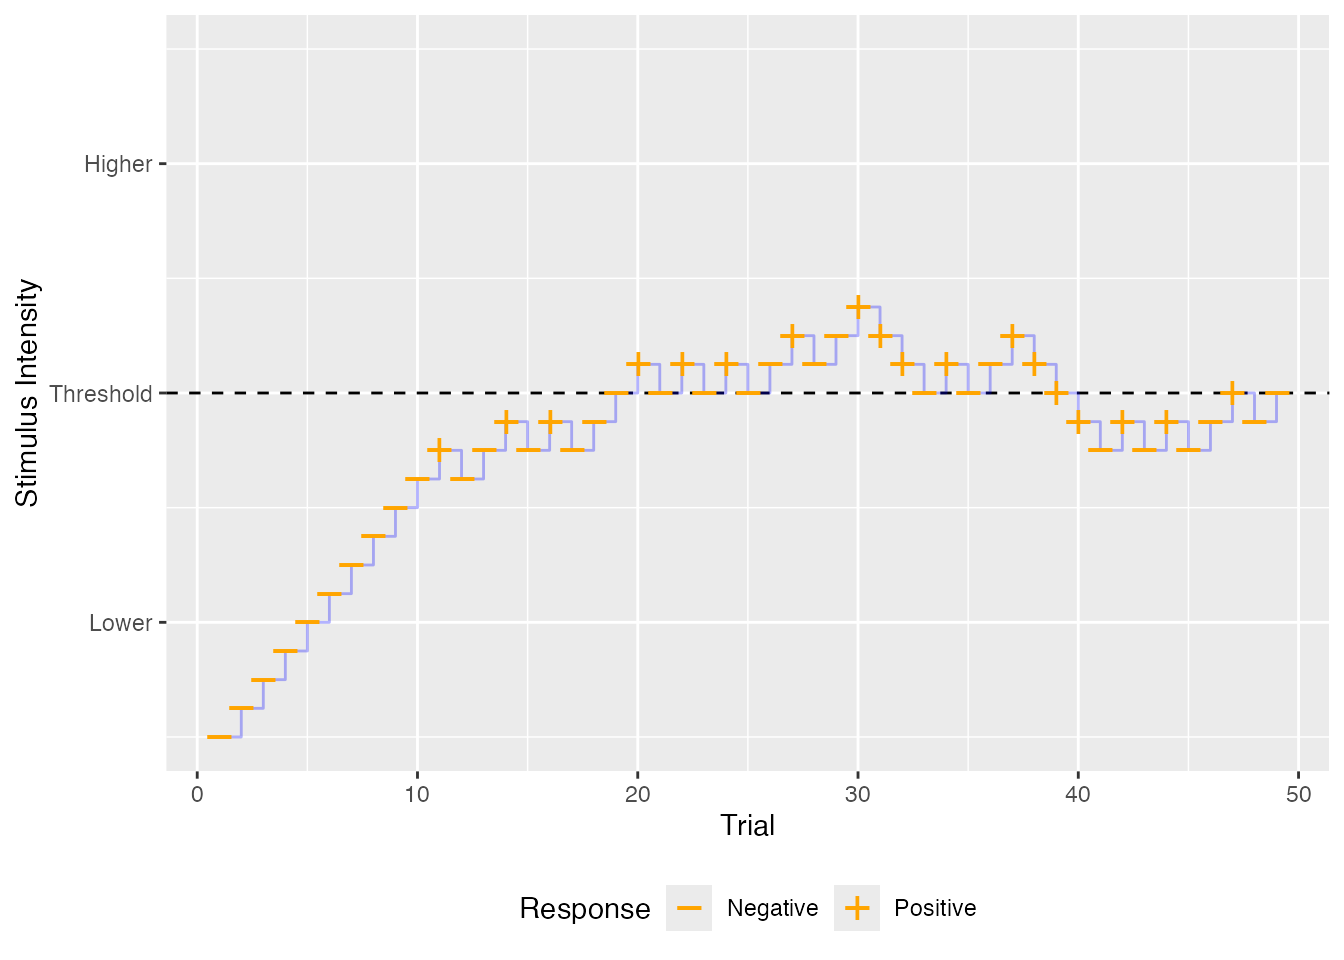 Stimulus Intensity
Higher
Threshold
Lower
0 10 20 30 40 50
Trial
Response Negative Positive